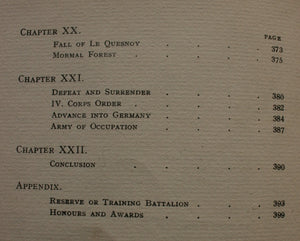 CHAPTER XX.
PAGE
FALL OF LE QUESNOY . . . . 373
MORMAL FOREST . . . . 375
CHAPTER XXI.
DEFEAT AND SURRENDER . . . . 380
IV. CORPS ORDER . . . . 382
ADVANCE INTO GERMANY . . . . 384
ARMY OF OCCUPATION . . . . 387
CHAPTER XXII.
CONCLUSION . . . . 390
APPENDIX.
RESERVE OR TRAINING BATTALION . . . 393
HONOURS AND AWARDS . . . . 399